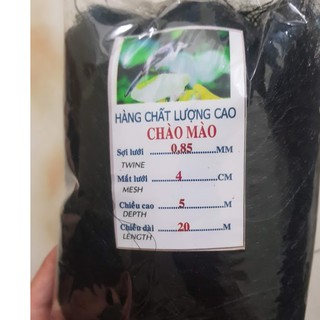 HÀNG CHẤT LƯỢNG CAO
CHÀO MÀO
Sợi lưới......0,85......MM
TWINE
Mắt lưới......4......CM
MESH
Chiều cao......5......M
DEPTH
Chiều dài......20......M
LENGTH